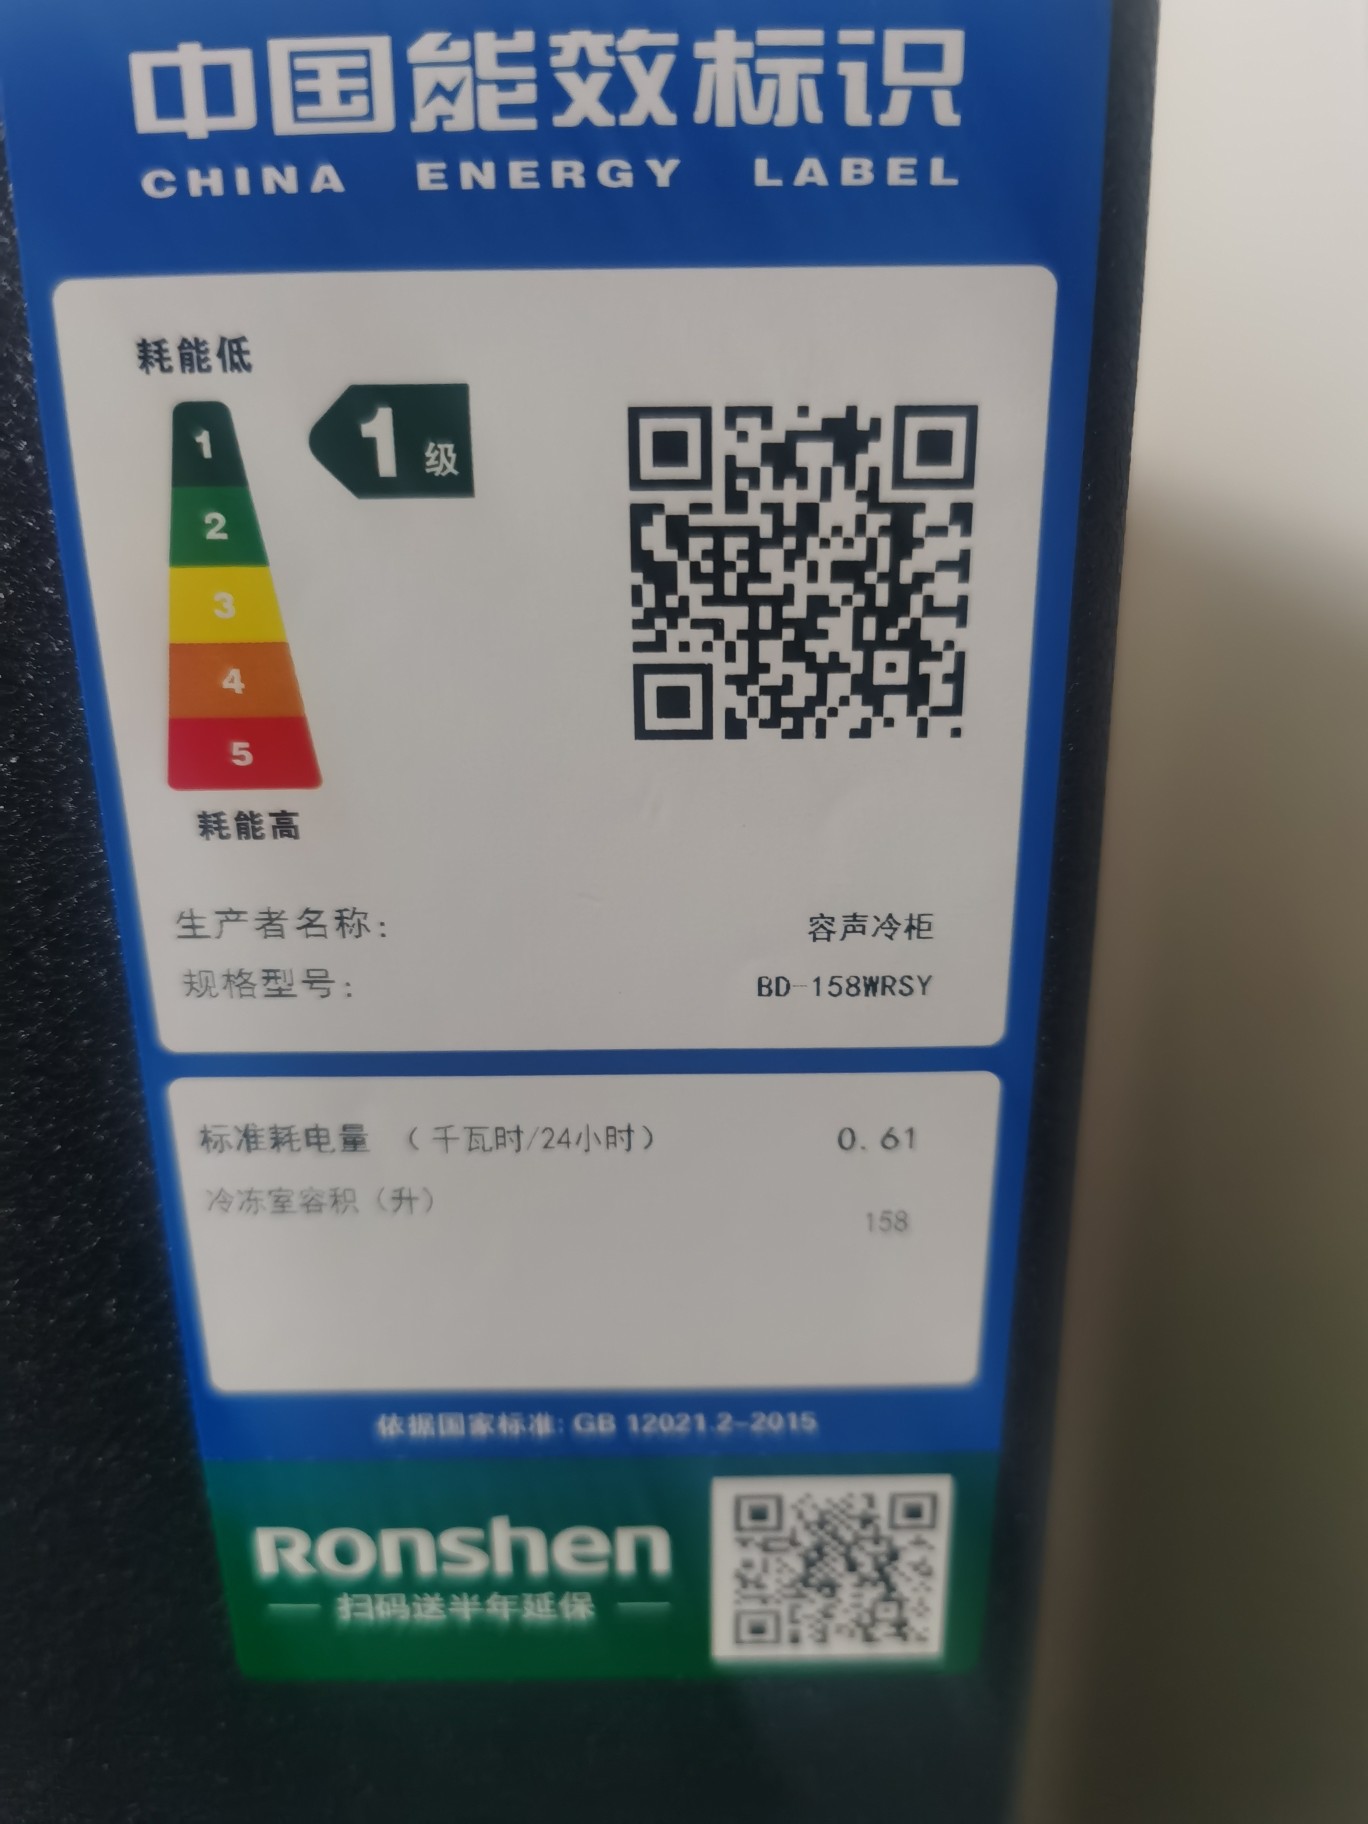 中国能效标识
CHINA ENERGY LABEL
耗能低
1
1级
2
3
4
5
耗能高
生产者名称: 容声冷柜
规格型号: BD-158WRSY
标准耗电量 (千瓦时/24小时) 0.61
冷冻室容积(升) 158
依据国家标准: GB 12021.2-2015
Ronshen
扫码送半年延保